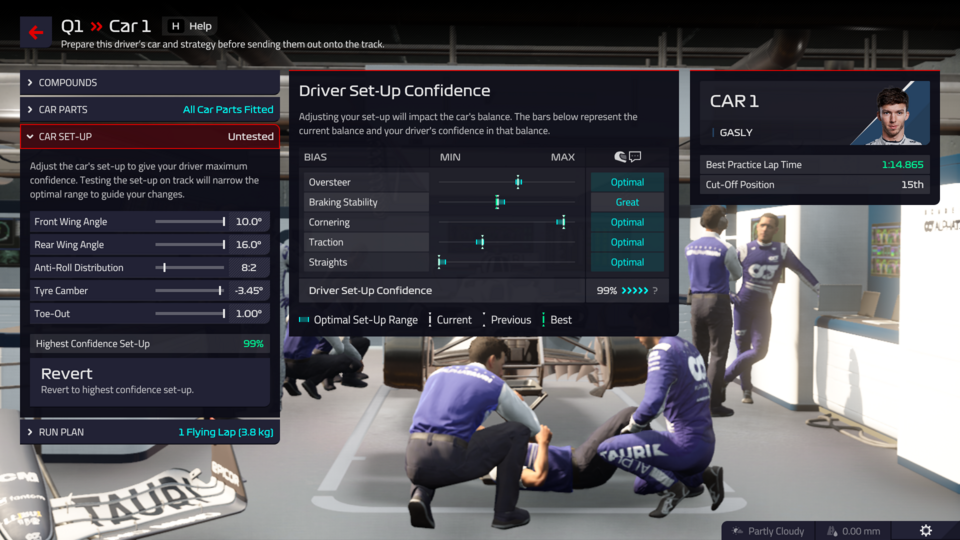 Q1 » Car 1 H Help
Prepare this driver's car and strategy before sending them out onto the track.
COMPOUNDS
CAR PARTS All Car Parts Fitted
CAR SET-UP Untested
Adjust the car's set-up to give your driver maximum
confidence. Testing the set-up on track will narrow the
optimal range to guide your changes.
Front Wing Angle 10.0°
Rear Wing Angle 16.0°
Anti-Roll Distribution 8:2
Tyre Camber -3.45°
Toe-Out 1.00°
Highest Confidence Set-Up 99%
Revert
Revert to highest confidence set-up.
RUN PLAN 1 Flying Lap (3.8 kg)
Driver Set-Up Confidence
Adjusting your set-up will impact the car's balance. The bars below represent the
current balance and your driver's confidence in that balance.
BIAS MIN MAX
Oversteer Optimal
Braking Stability Great
Cornering Optimal
Traction Optimal
Straights Optimal
Driver Set-Up Confidence 99% »»» ?
Optimal Set-Up Range Current Previous Best
CAR 1
GASLY
Best Practice Lap Time 1:14.865
Cut-Off Position 15th
TAURI
TAURIK
Partly Cloudy 0.00 mm